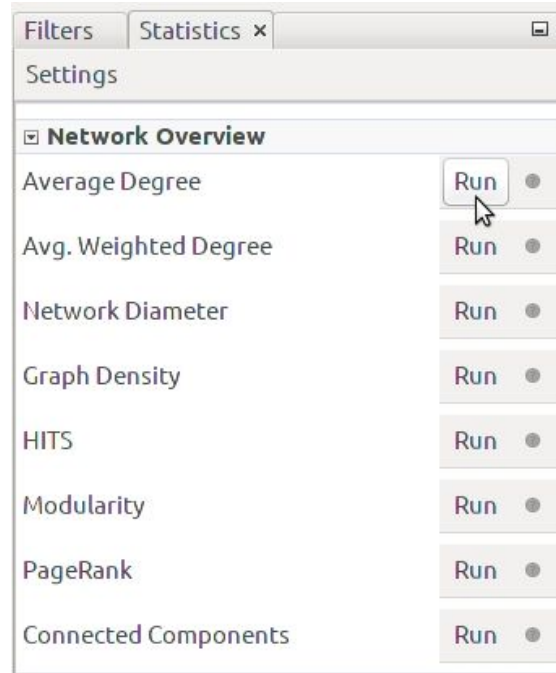 Filters Statistics ×
Settings
Network Overview
Average Degree Run
Avg. Weighted Degree Run
Network Diameter Run
Graph Density Run
HITS Run
Modularity Run
PageRank Run
Connected Components Run